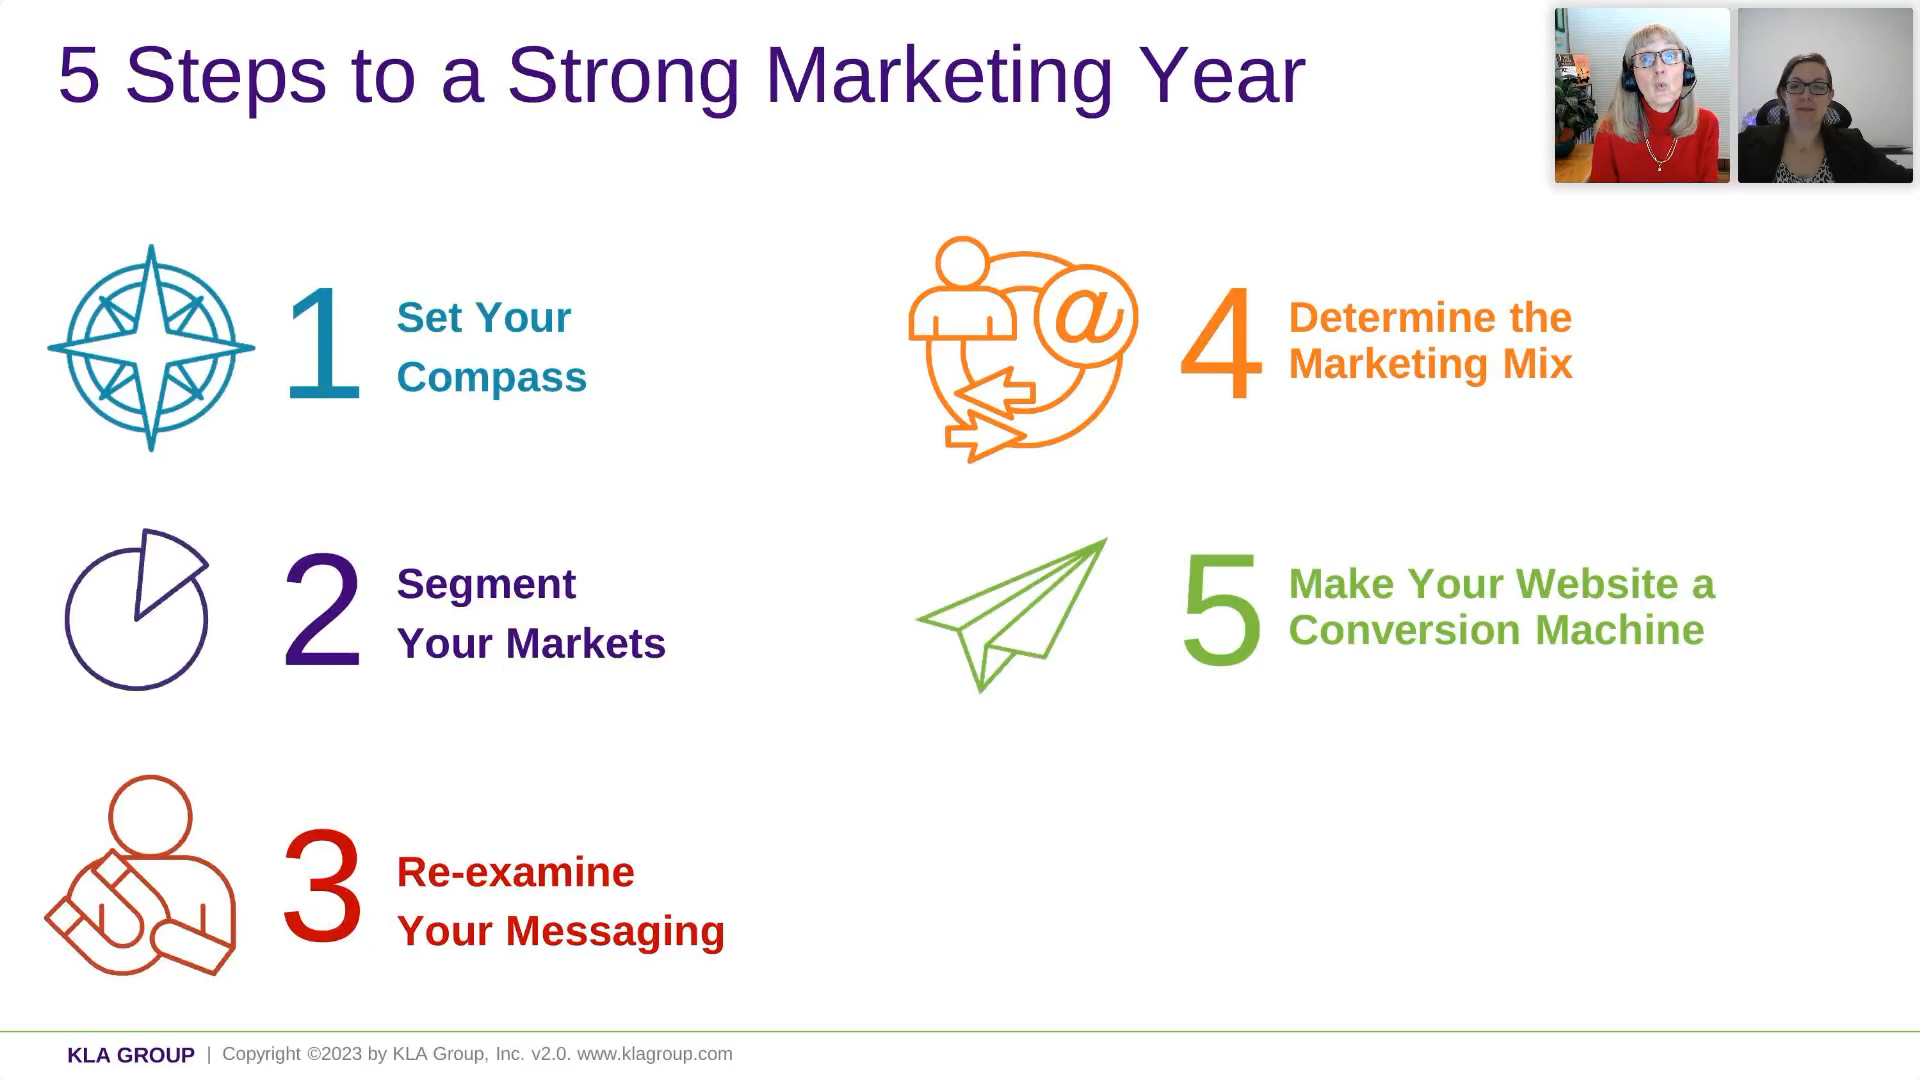 5 Steps to a Strong Marketing Year
1
Set Your
Compass
2
Segment
Your Markets
3
Re-examine
Your Messaging
@
4
Determine the
Marketing Mix
5
Make Your Website a
Conversion Machine
KLA GROUP | Copyright ©2023 by KLA Group, Inc. v2.0. www.klagroup.com